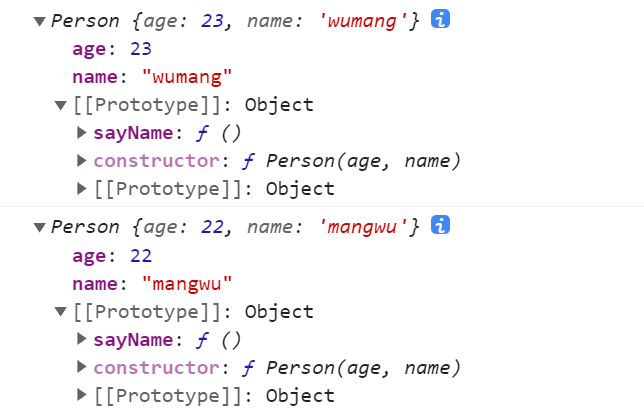 Person {age: 23, name: 'wumang'} i
age: 23
name: "wumang"
[[Prototype]]: Object
sayName: ƒ ()
constructor: ƒ Person(age, name)
[[Prototype]]: Object
Person {age: 22, name: 'mangwu'} i
age: 22
name: "mangwu"
[[Prototype]]: Object
sayName: ƒ ()
constructor: ƒ Person(age, name)
[[Prototype]]: Object